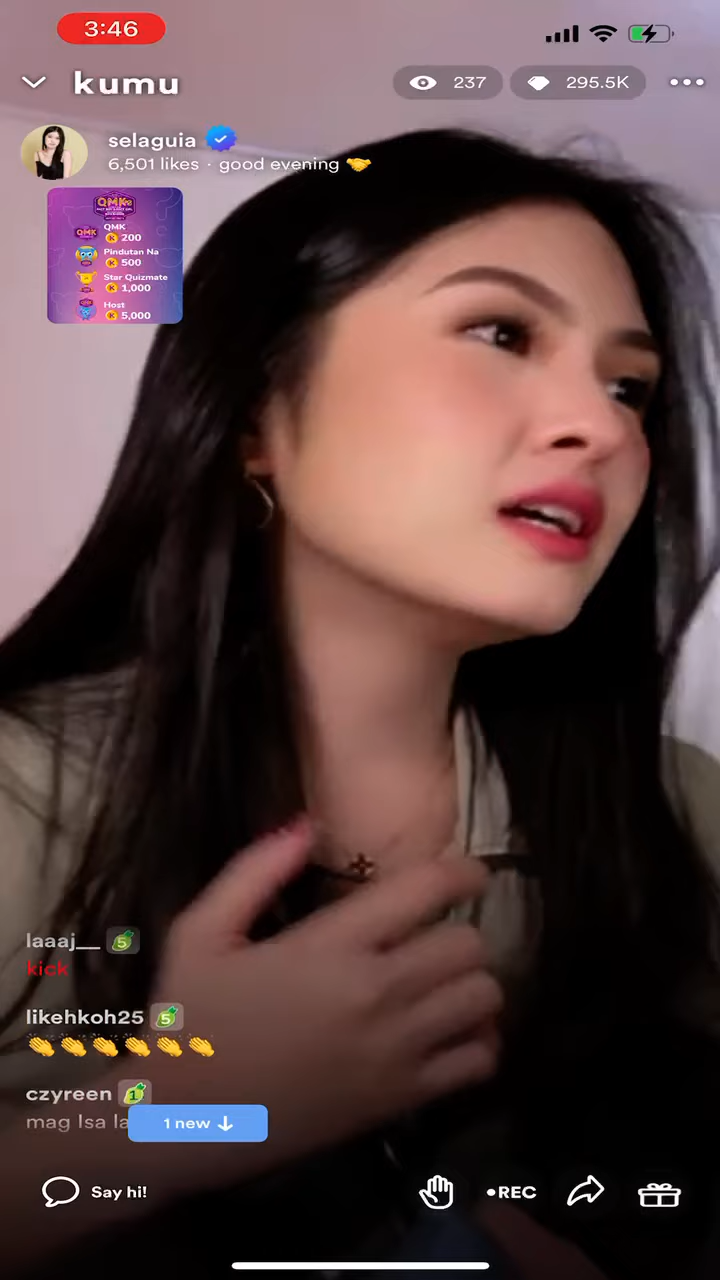 3:46
kumu
237
295.5K
selaguia
6,501 likes · good evening 🤝
QMK
QMK
200
Pindutan Na
500
Star Quizmate
1,000
Host
5,000
laaaj__ 5
kick
likehkoh25 5
👏👏👏👏👏👏
czyreen 1
mag Isa la
1 new ↓
Say hi!
•REC